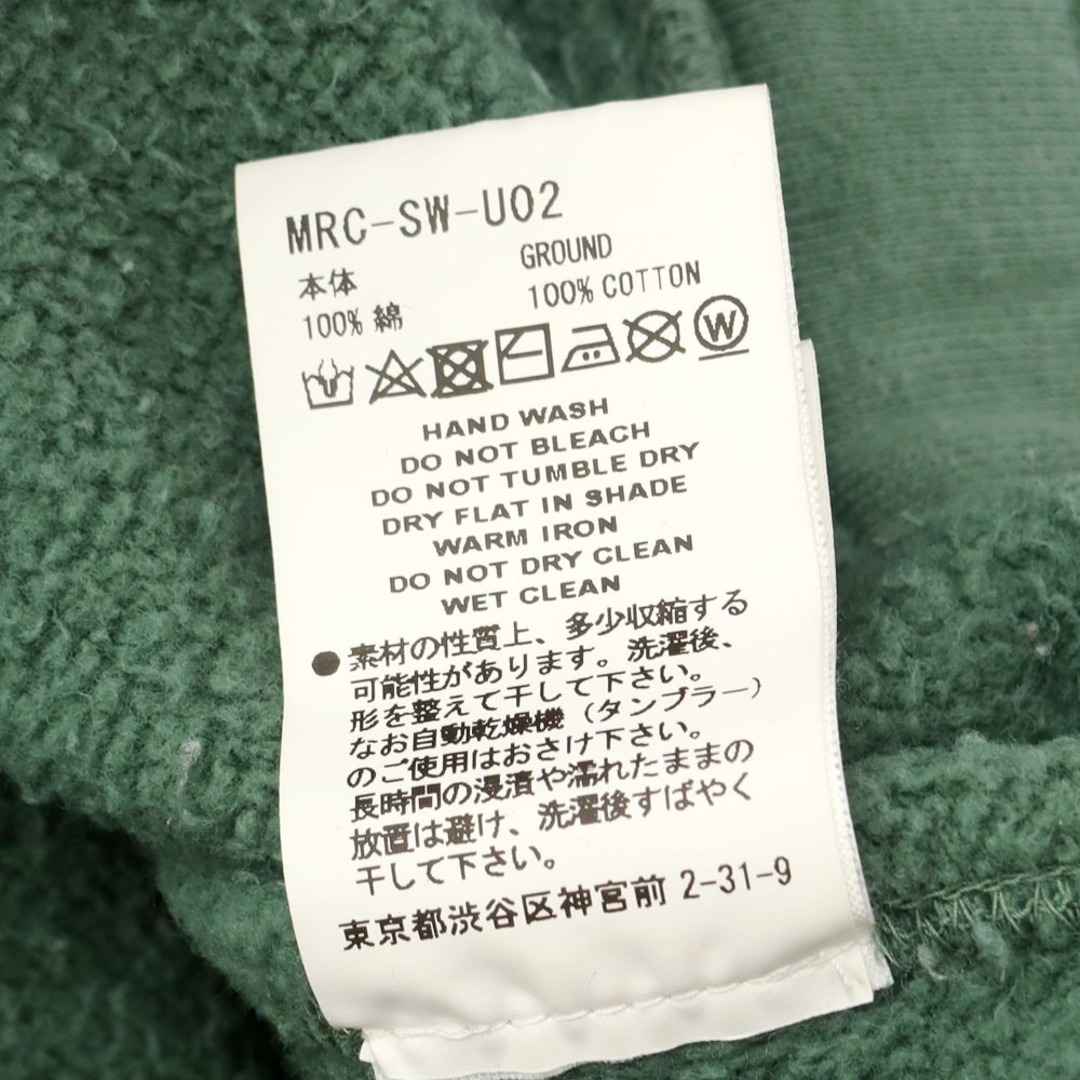 MRC-SW-U02
本体
100% 綿
GROUND
100% COTTON
W
HAND WASH
DO NOT BLEACH
DO NOT TUMBLE DRY
DRY FLAT IN SHADE
WARM IRON
DO NOT DRY CLEAN
WET CLEAN
●素材の性質上、多少収縮する
可能性があります。洗濯後、
形を整えて干して下さい。
なお自動乾燥機（タンブラー）
のご使用はおさけ下さい。
長時間の浸漬や濡れたままの
放置は避け、洗濯後すばやく
干して下さい。
東京都渋谷区神宮前 2-31-9